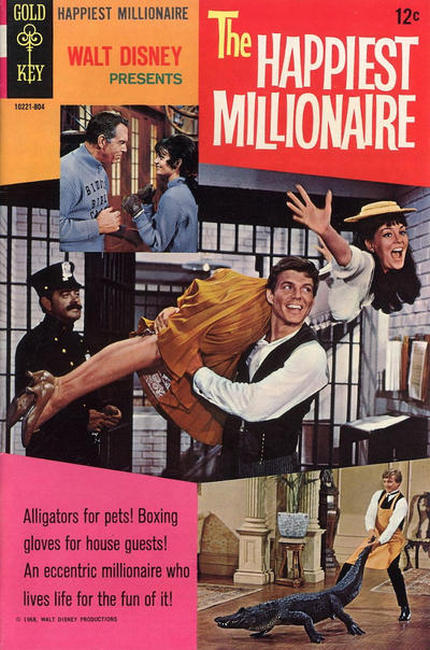 GOLD
KEY
HAPPIEST MILLIONAIRE
12¢
WALT DISNEY
PRESENTS
The
HAPPIEST
MILLIONAIRE
10221-804
Alligators for pets! Boxing
gloves for house guests!
An eccentric millionaire who
lives life for the fun of it!
© 1968, WALT DISNEY PRODUCTIONS